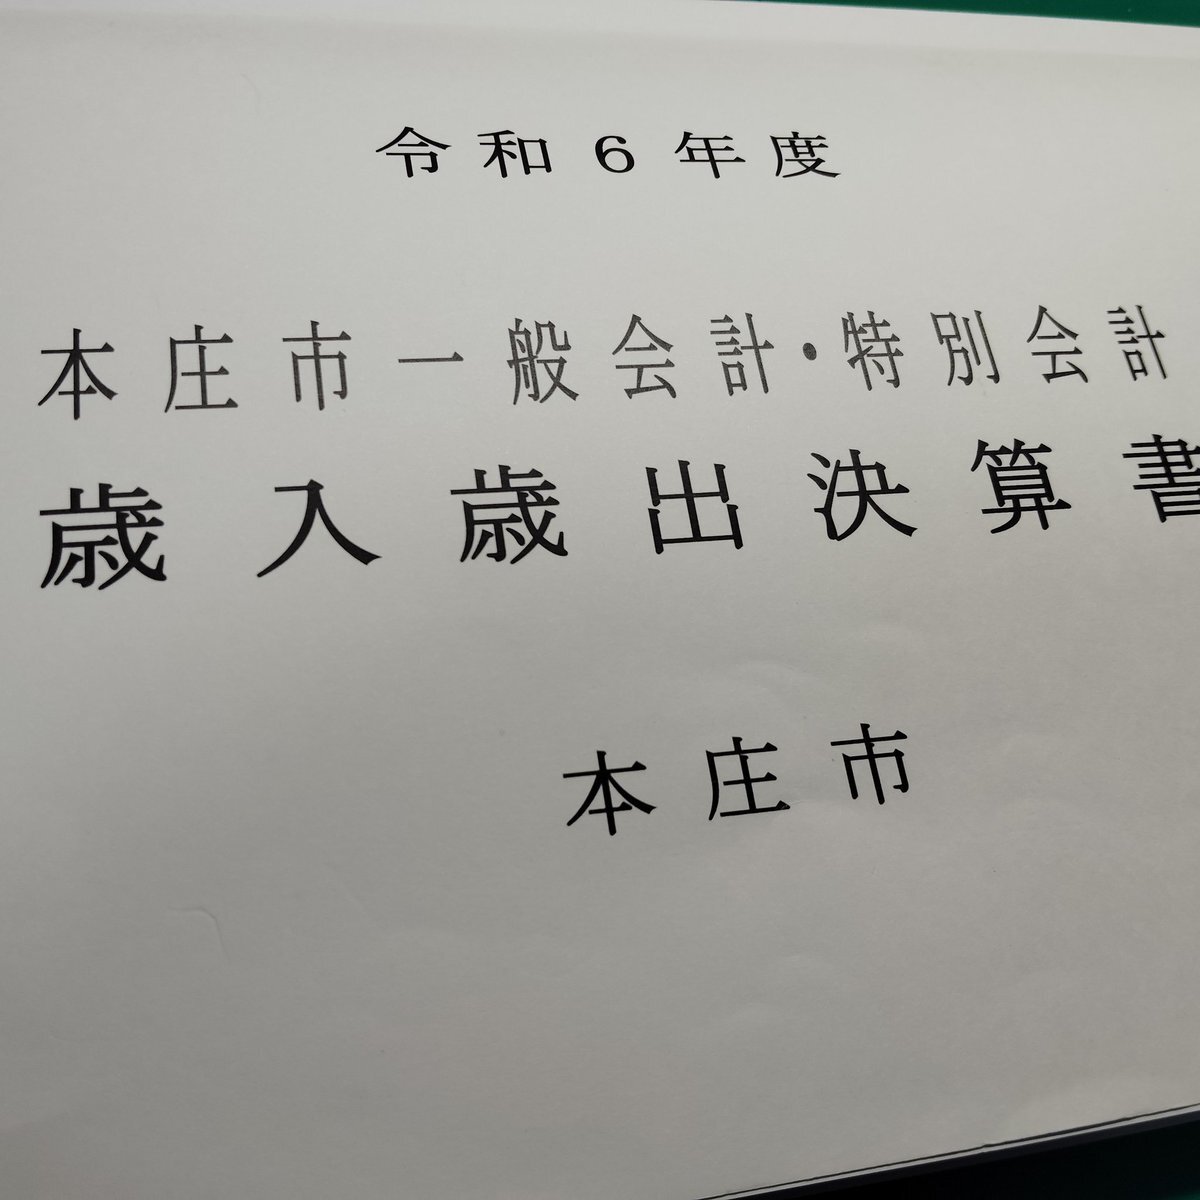 令和６年度
本庄市一般会計・特別会計
歳入歳出決算書
本庄市